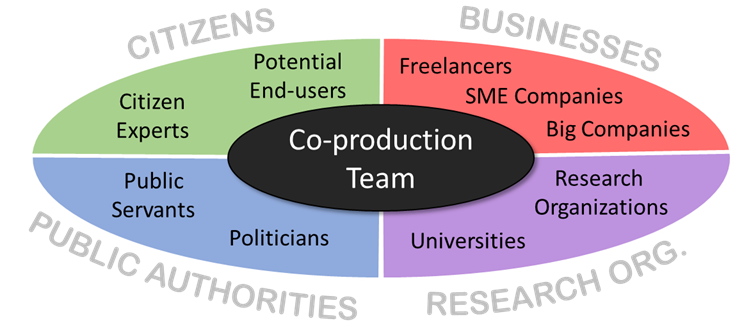 CITIZENS
Potential
End-users
Citizen
Experts
BUSINESSES
Freelancers
SME Companies
Big Companies
Co-production
Team
Public
Servants
Politicians
PUBLIC AUTHORITIES
Research
Organizations
Universities
RESEARCH ORG.